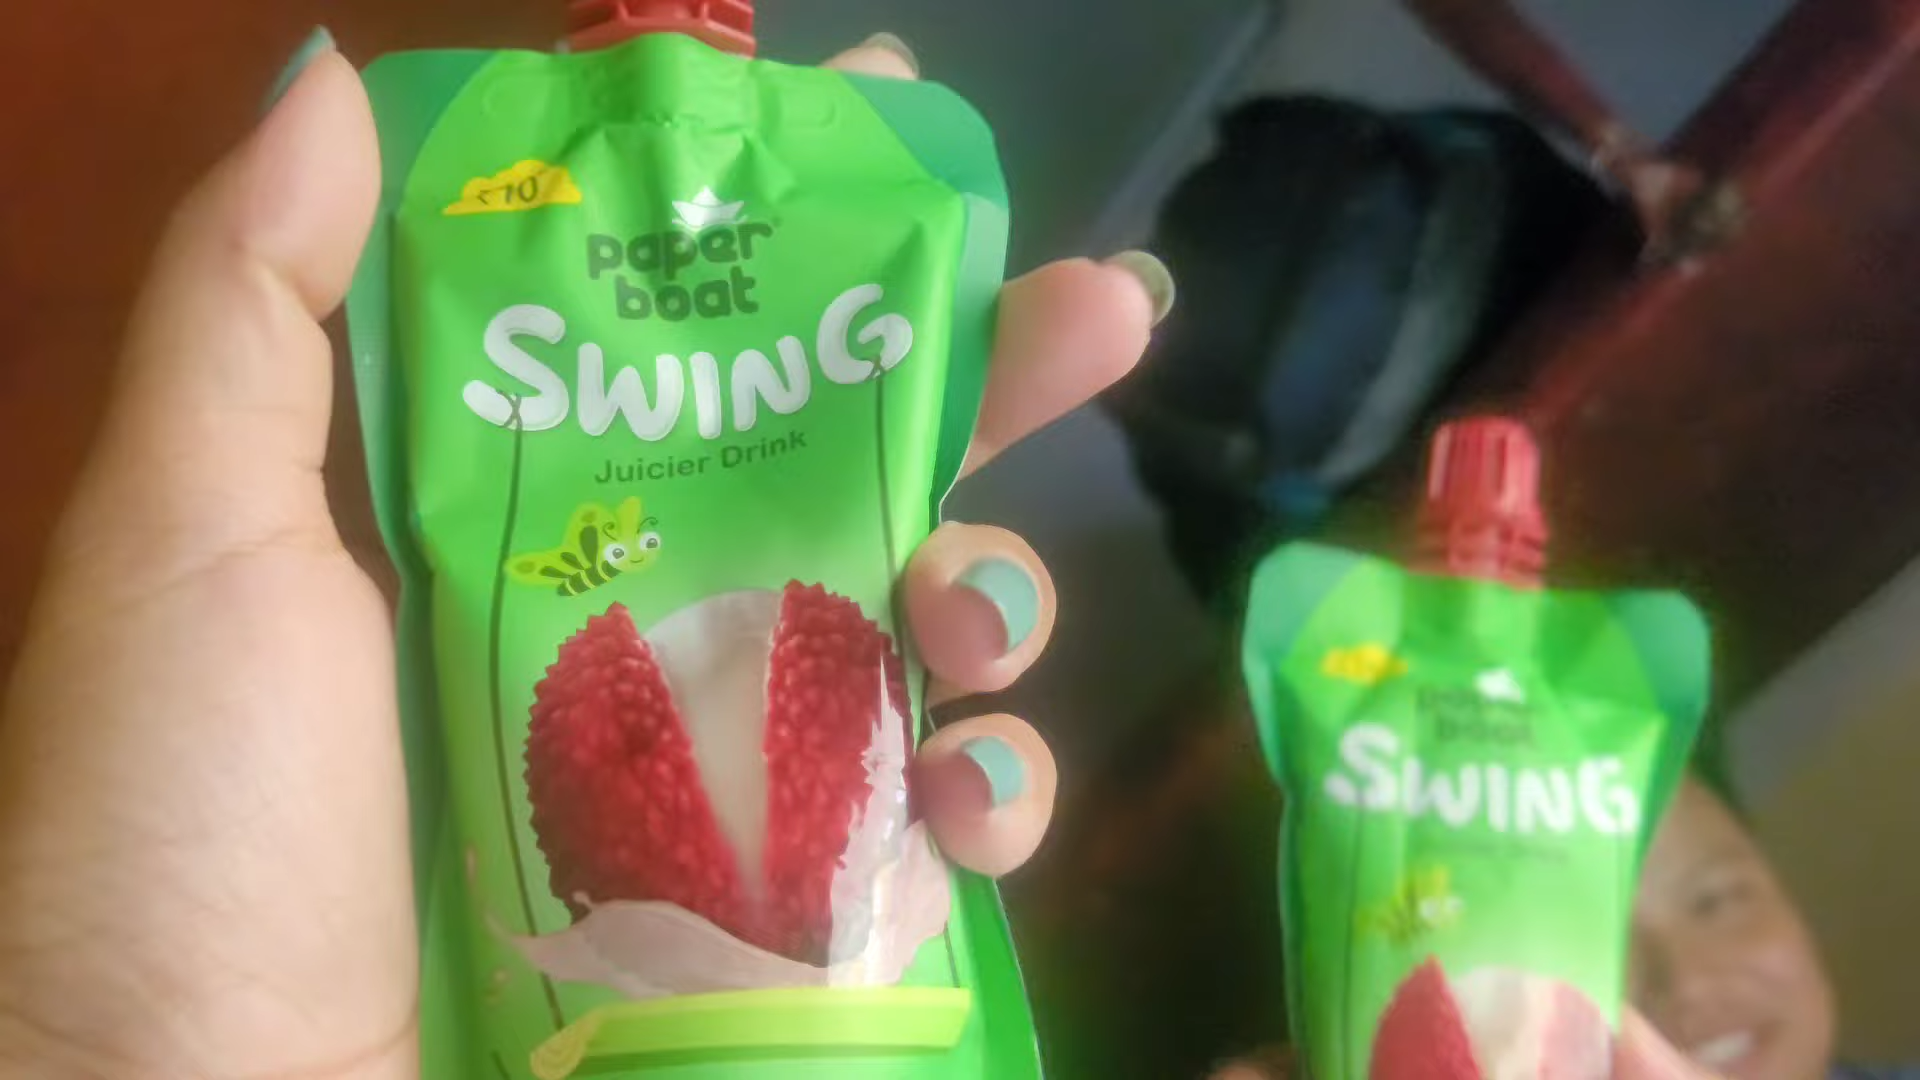 ₹10
paper
boat
SWING
Juicier Drink
paper
boat
SWING